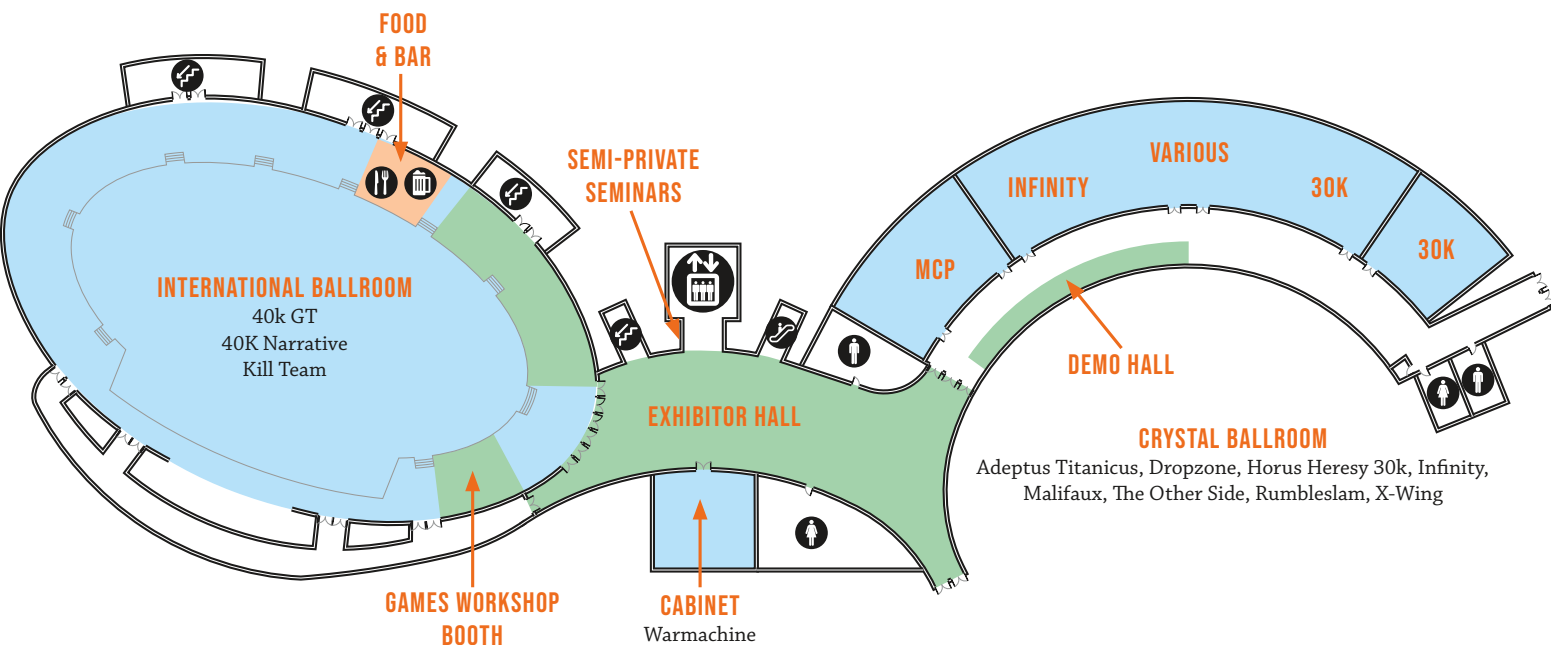 FOOD
& BAR
SEMI-PRIVATE
SEMINARS
VARIOUS
INFINITY
30K
30K
MCP
INTERNATIONAL BALLROOM
40k GT
40K Narrative
Kill Team
DEMO HALL
EXHIBITOR HALL
CRYSTAL BALLROOM
Adeptus Titanicus, Dropzone, Horus Heresy 30k, Infinity,
Malifaux, The Other Side, Rumbleslam, X-Wing
GAMES WORKSHOP
BOOTH
CABINET
Warmachine